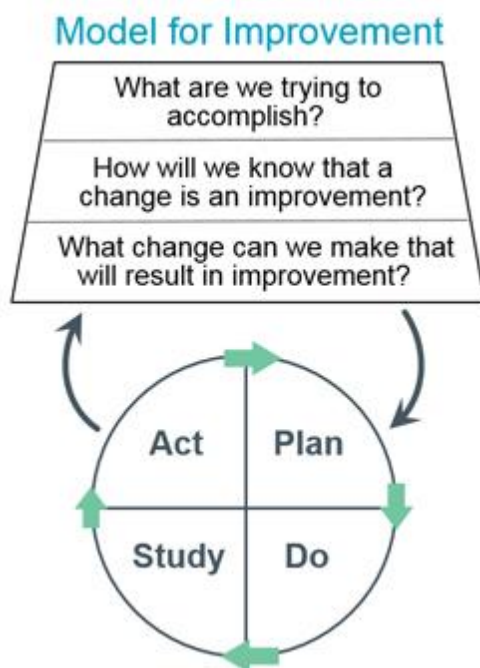 Model for Improvement
What are we trying to
accomplish?
How will we know that a
change is an improvement?
What change can we make that
will result in improvement?
Act
Plan
Study
Do